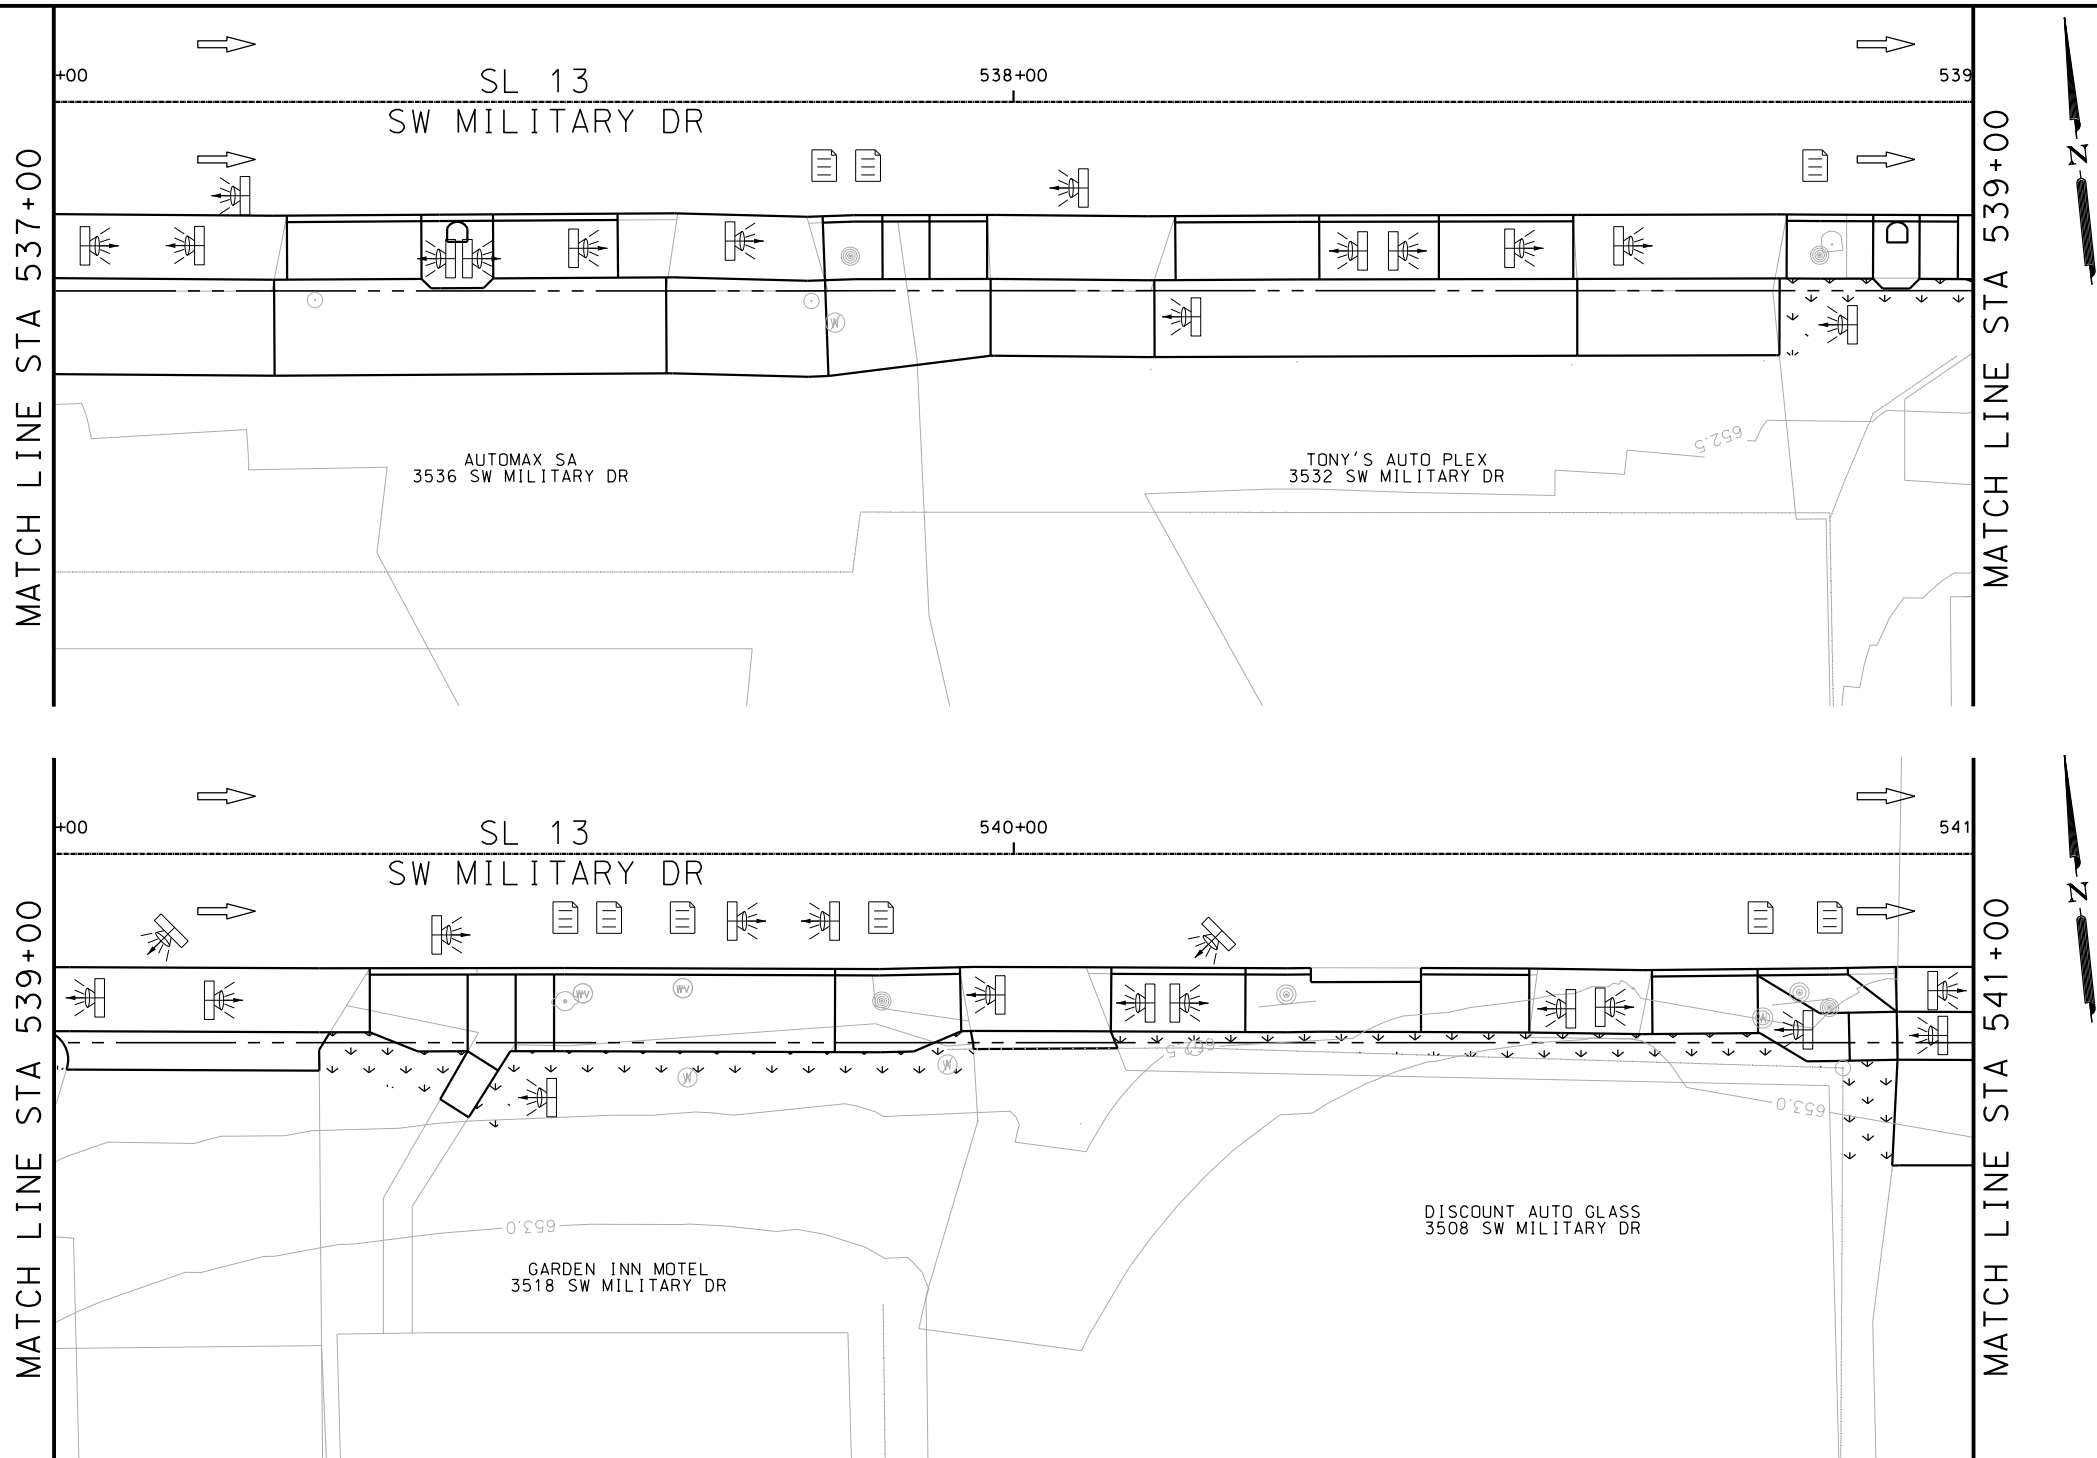 +00
SL 13
538+00
539
SW MILITARY DR
MATCH LINE STA 537+00
MATCH LINE STA 539+00
N
W
652.5
AUTOMAX SA
3536 SW MILITARY DR
TONY'S AUTO PLEX
3532 SW MILITARY DR
+00
SL 13
540+00
541
SW MILITARY DR
MATCH LINE STA 539+00
MATCH LINE STA 541+00
N
WV
WV
W
W
W
653.0
653.0
DISCOUNT AUTO GLASS
3508 SW MILITARY DR
GARDEN INN MOTEL
3518 SW MILITARY DR